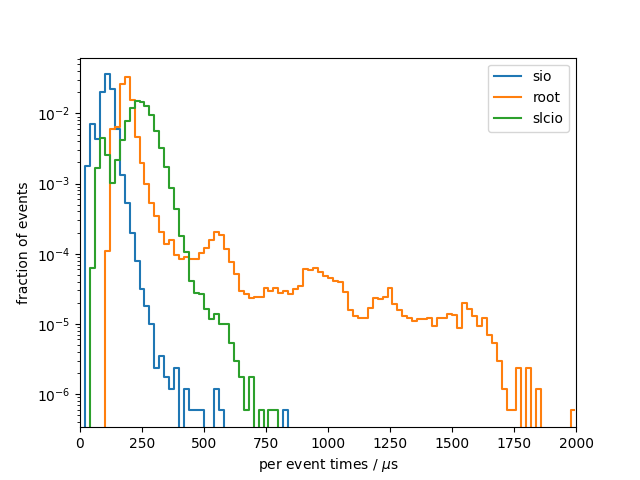 sio
root
slcio
fraction of events
10⁻²
10⁻³
10⁻⁴
10⁻⁵
10⁻⁶
0 250 500 750 1000 1250 1500 1750 2000
per event times / μs